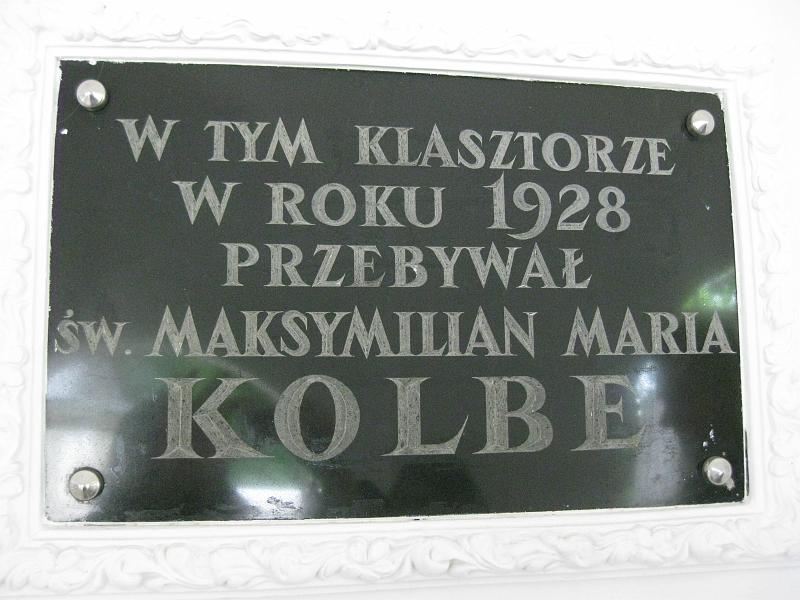 W TYM KLASZTORZE
W ROKU 1928
PRZEBYWAŁ
ŚW. MAKSYMILIAN MARIA
KOLBE